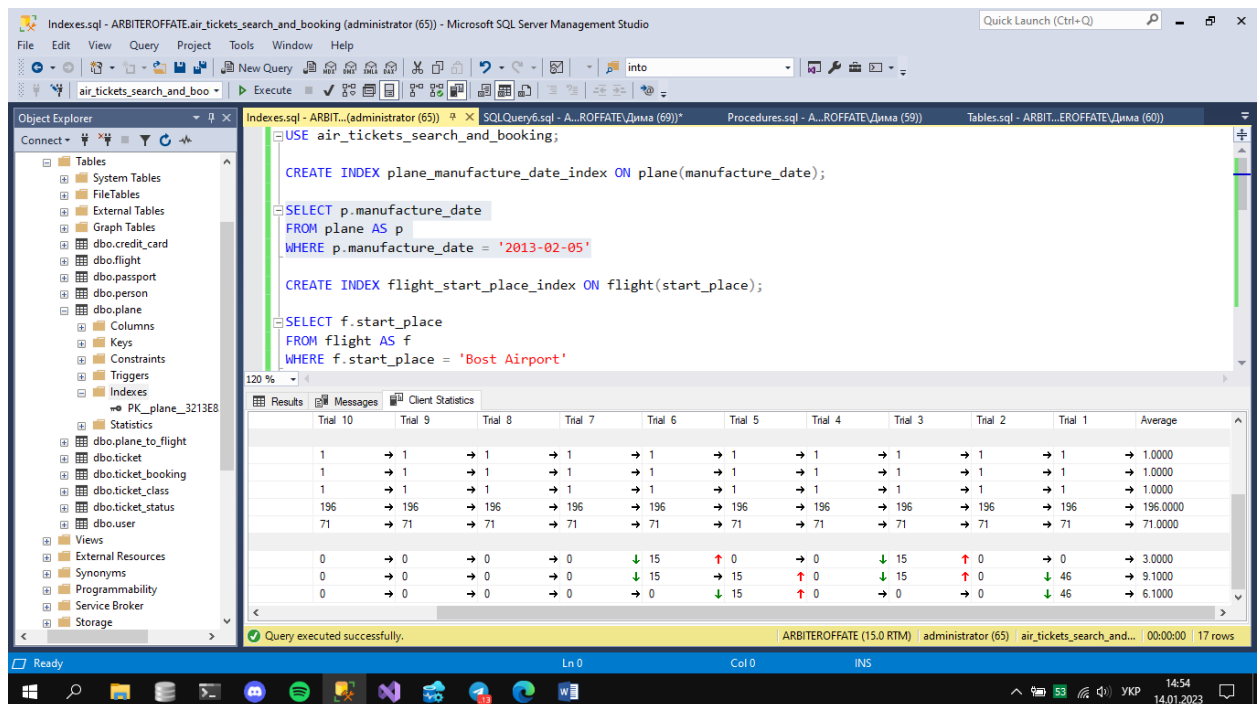 Indexes.sql - ARBITEROFFATE.air_tickets_search_and_booking (administrator (65)) - Microsoft SQL Server Management Studio
Quick Launch (Ctrl+Q)
File Edit View Query Project Tools Window Help
New Query
into
air_tickets_search_and_boo
Execute
Object Explorer
Indexes.sql - ARBIT...(administrator (65))
SQLQuery6.sql - A...ROFFATE\Дима (69))*
Procedures.sql - A...ROFFATE\Дима (59))
Tables.sql - ARBIT...EROFFATE\Дима (60))
Connect
Tables
System Tables
FileTables
External Tables
Graph Tables
dbo.credit_card
dbo.flight
dbo.passport
dbo.person
dbo.plane
Columns
Keys
Constraints
Triggers
Indexes
PK__plane__3213E8
Statistics
dbo.plane_to_flight
dbo.ticket
dbo.ticket_booking
dbo.ticket_class
dbo.ticket_status
dbo.user
Views
External Resources
Synonyms
Programmability
Service Broker
Storage
USE air_tickets_search_and_booking;
CREATE INDEX plane_manufacture_date_index ON plane(manufacture_date);
SELECT p.manufacture_date
FROM plane AS p
WHERE p.manufacture_date = '2013-02-05'
CREATE INDEX flight_start_place_index ON flight(start_place);
SELECT f.start_place
FROM flight AS f
WHERE f.start_place = 'Bost Airport'
120 %
Results Messages Client Statistics
Trial 10 Trial 9 Trial 8 Trial 7 Trial 6 Trial 5 Trial 4 Trial 3 Trial 2 Trial 1 Average
1 → 1 → 1 → 1 → 1 → 1 → 1 → 1 → 1 → 1 → 1.0000
1 → 1 → 1 → 1 → 1 → 1 → 1 → 1 → 1 → 1 → 1.0000
1 → 1 → 1 → 1 → 1 → 1 → 1 → 1 → 1 → 1 → 1.0000
196 → 196 → 196 → 196 → 196 → 196 → 196 → 196 → 196 → 196 → 196.0000
71 → 71 → 71 → 71 → 71 → 71 → 71 → 71 → 71 → 71 → 71.0000
0 → 0 → 0 → 0 ↓ 15 ↑ 0 → 0 ↓ 15 ↑ 0 → 0 → 3.0000
0 → 0 → 0 → 0 ↓ 15 → 15 ↑ 0 ↓ 15 ↑ 0 ↓ 46 → 9.1000
0 → 0 → 0 → 0 → 0 ↓ 15 ↑ 0 → 0 → 0 ↓ 46 → 6.1000
Query executed successfully.
ARBITEROFFATE (15.0 RTM) administrator (65) air_tickets_search_and... 00:00:00 17 rows
Ready
Ln 0
Col 0
INS
13
53
УКР
14:54
14.01.2023